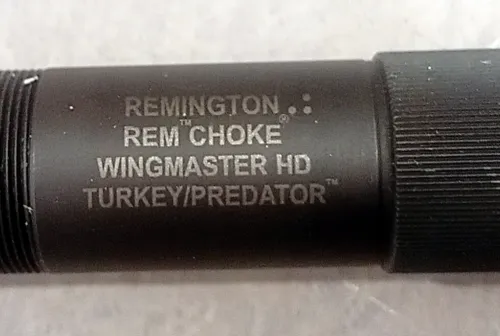 REMINGTON
REM™ CHOKE®
WINGMASTER HD
TURKEY/PREDATOR™